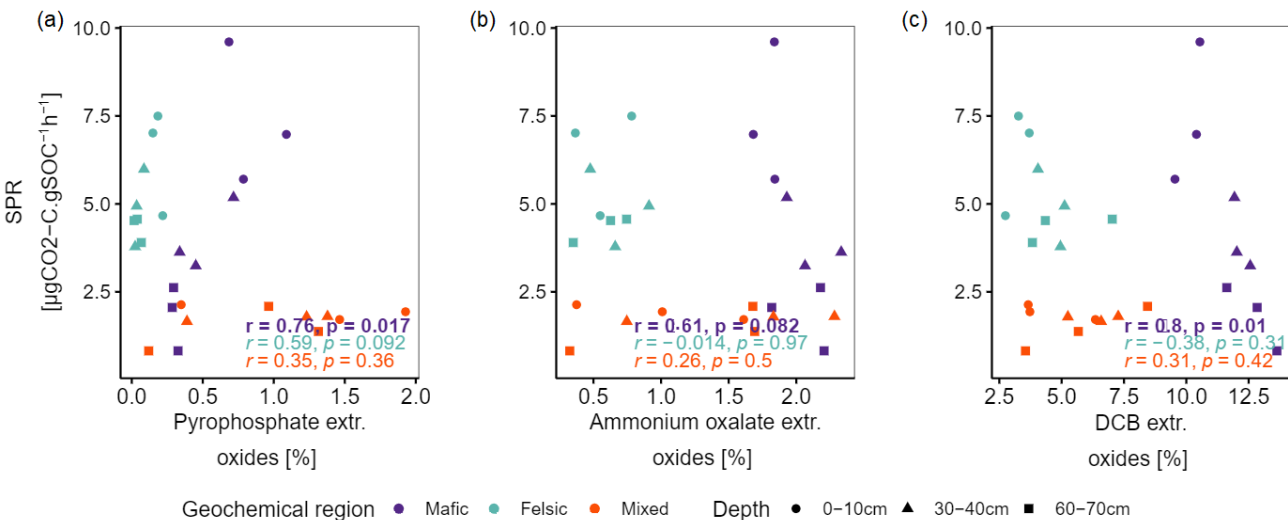 (a)
(b)
(c)
SPR
[µgCO2−C.gSOC⁻¹h⁻¹]
10.0
7.5
5.0
2.5
r = 0.76, p = 0.017
r = 0.59, p = 0.092
r = 0.35, p = 0.36
0.0 0.5 1.0 1.5 2.0
Pyrophosphate extr.
oxides [%]
10.0
7.5
5.0
2.5
p = 0.082
r = −0.014, p = 0.97
r = 0.26, p = 0.5
0.5 1.0 1.5 2.0
Ammonium oxalate extr.
oxides [%]
10.0
7.5
5.0
2.5
p = 0.01
r = −0.38, p = 0.31
r = 0.31, p = 0.42
2.5 5.0 7.5 10.0 12.5
DCB extr.
oxides [%]
Geochemical region Mafic Felsic Mixed Depth 0−10cm 30−40cm 60−70cm